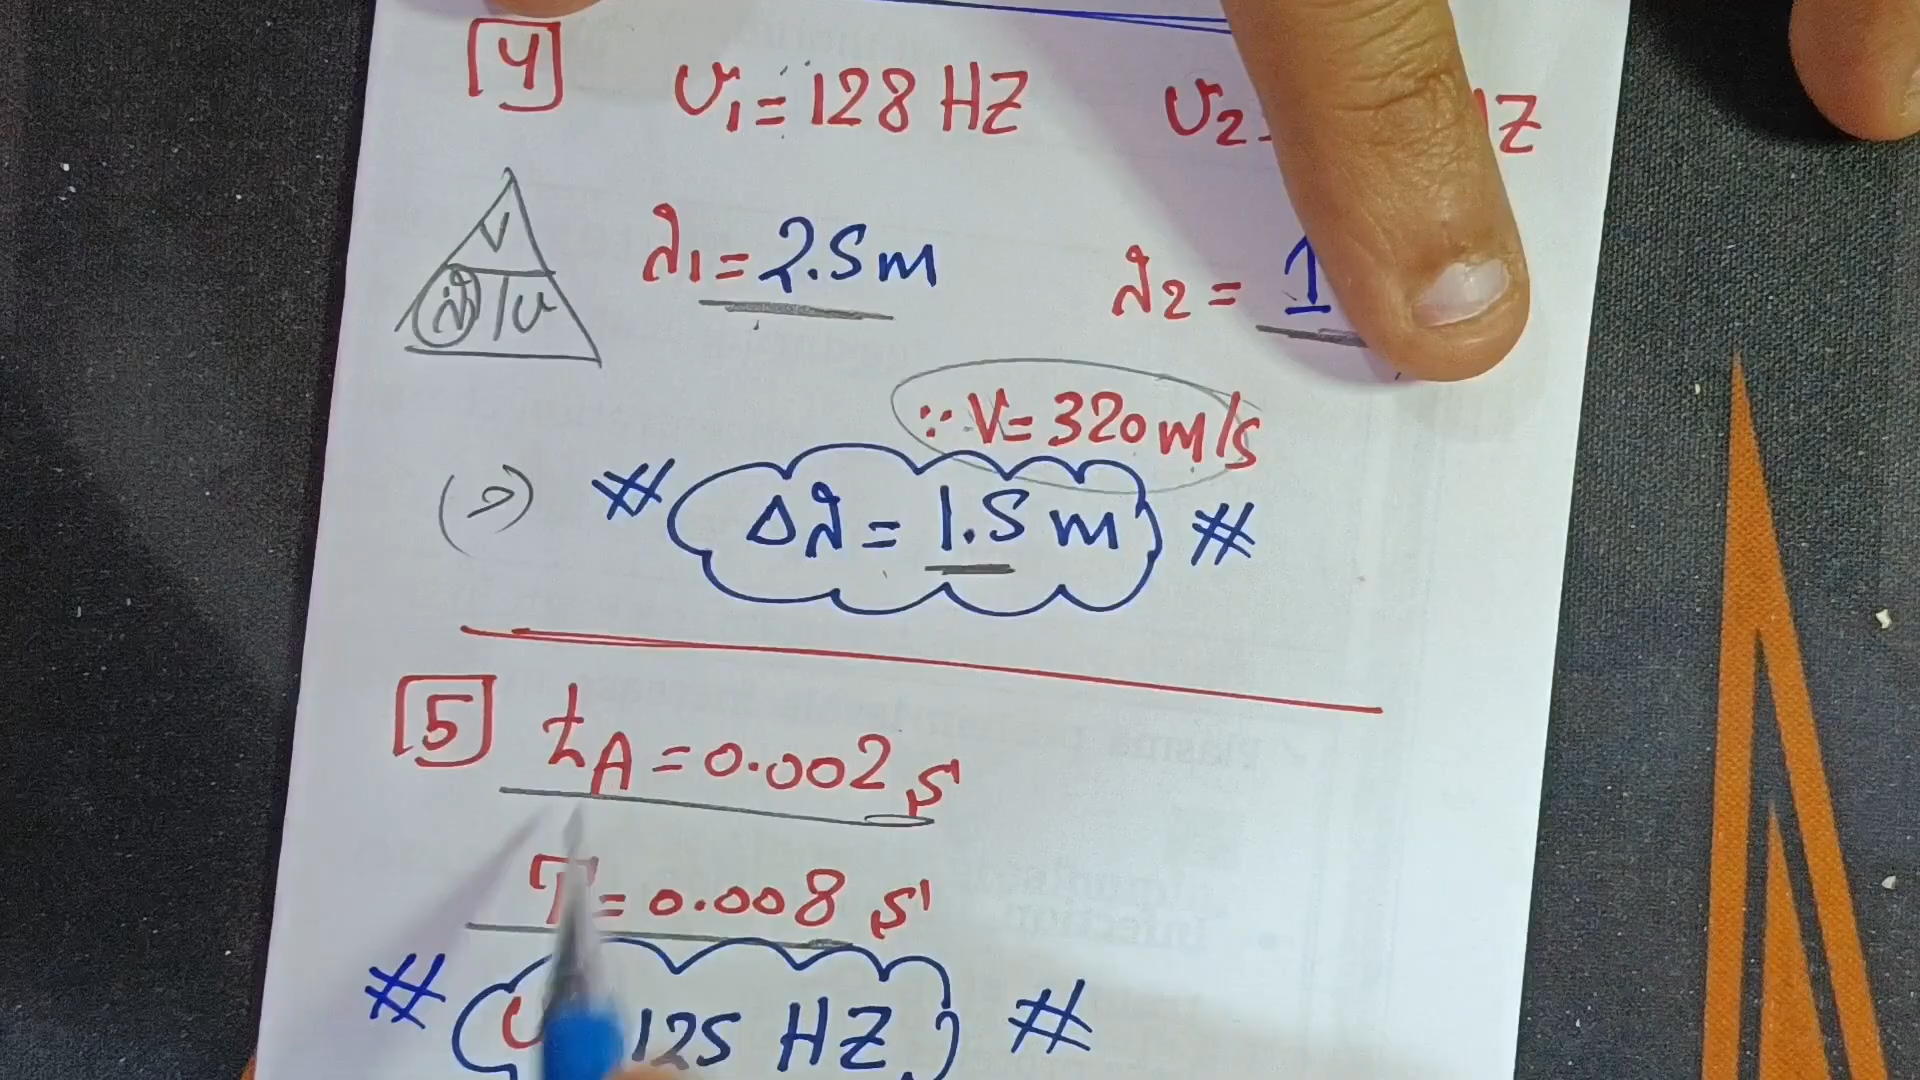 4 υ1 = 128 HZ υ2 = Z
V
λ υ
λ1 = 2.5 m λ2 = 1
∵ V = 320 m/s
# Δλ = 1.5 m #
5 tA = 0.002 s
T = 0.008 s
# 125 HZ #